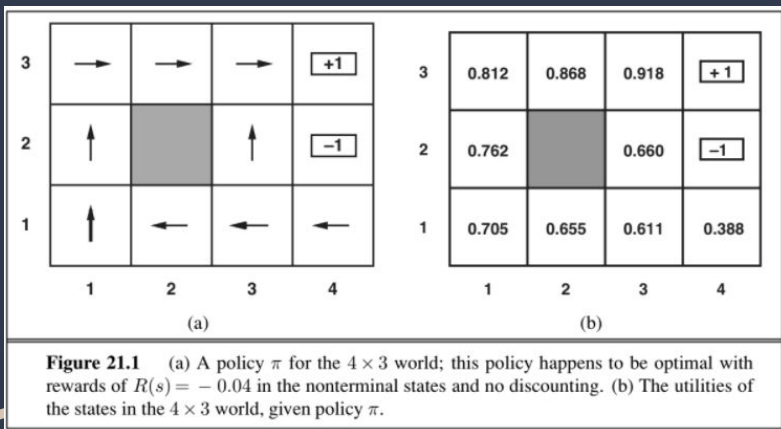 3 +1
2 −1
1
1 2 3 4
(a)
3 0.812 0.868 0.918 +1
2 0.762 0.660 −1
1 0.705 0.655 0.611 0.388
1 2 3 4
(b)
Figure 21.1 (a) A policy π for the 4 × 3 world; this policy happens to be optimal with
rewards of R(s) = − 0.04 in the nonterminal states and no discounting. (b) The utilities of
the states in the 4 × 3 world, given policy π.